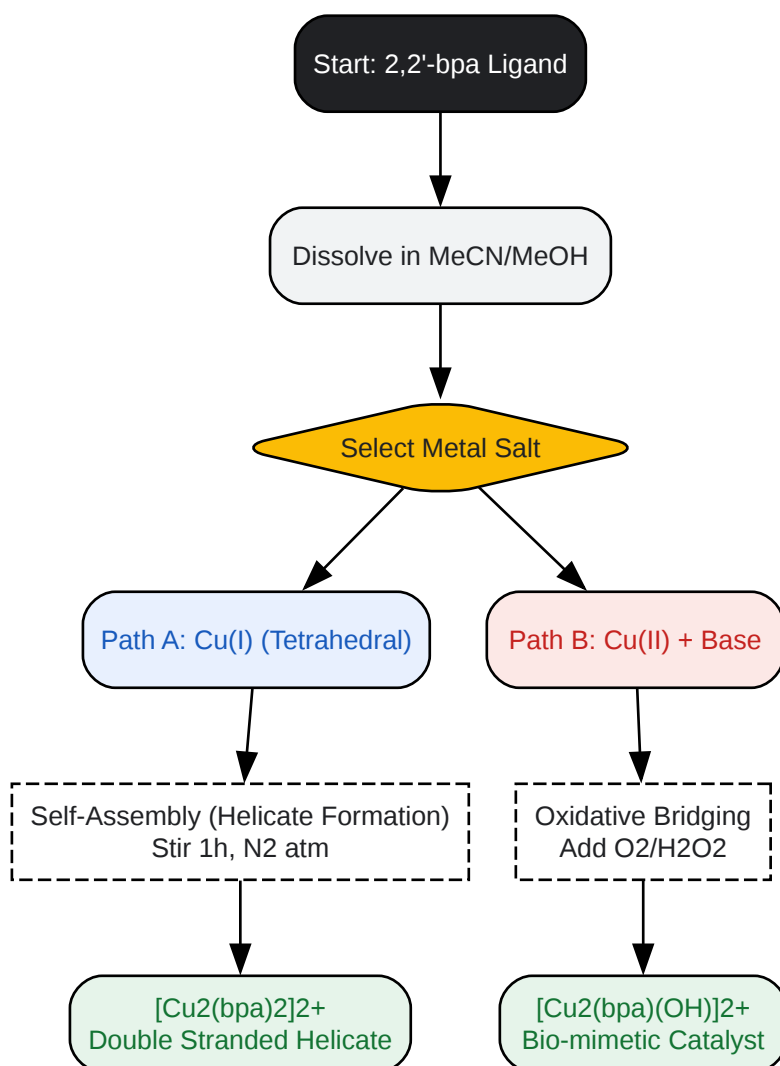 Start: 2,2'-bpa Ligand
Dissolve in MeCN/MeOH
Select Metal Salt
Path A: Cu(I) (Tetrahedral)
Path B: Cu(II) + Base
Self-Assembly (Helicate Formation)
Stir 1h, N2 atm
Oxidative Bridging
Add O2/H2O2
[Cu2(bpa)2]2+
Double Stranded Helicate
[Cu2(bpa)(OH)]2+
Bio-mimetic Catalyst